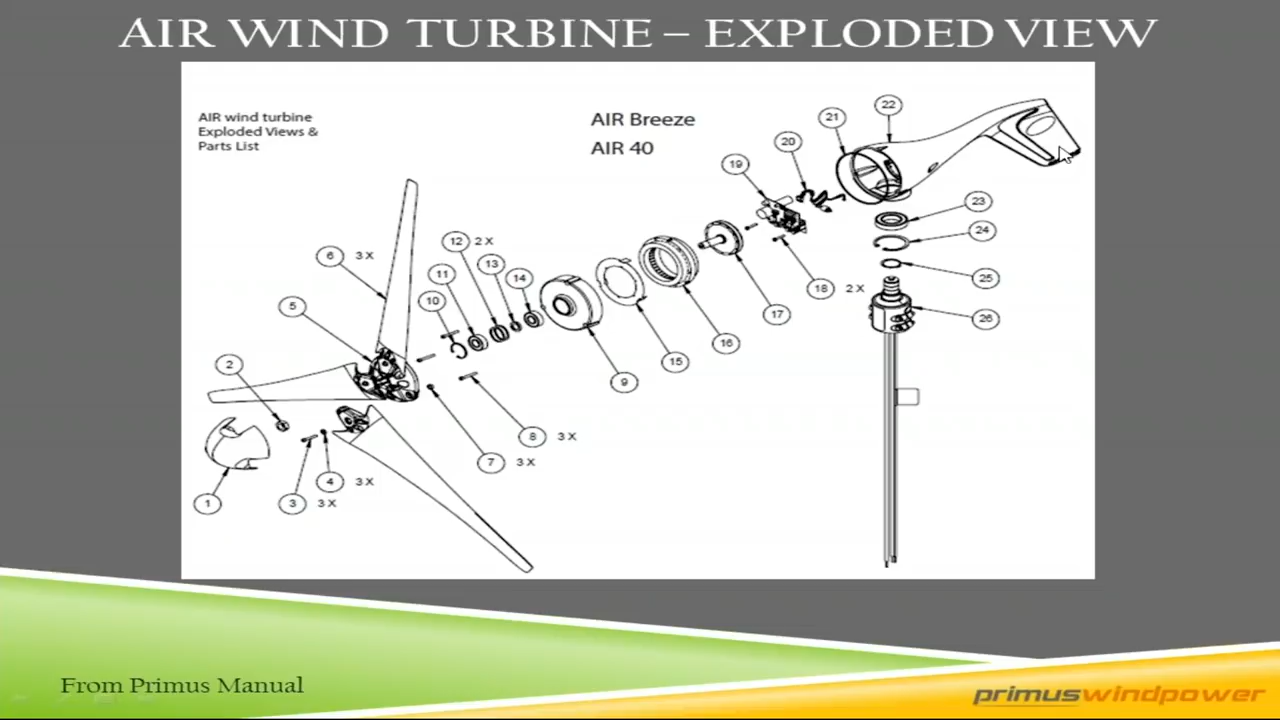 AIR WIND TURBINE – EXPLODED VIEW
AIR wind turbine
Exploded Views &
Parts List
AIR Breeze
AIR 40
22
21
20
19
23
24
12 2 X
6 3 X
13
11
14
25
18 2 X
10
5
17
26
16
2
15
9
8 3 X
7 3 X
4 3 X
1
3 3 X
From Primus Manual
primuswindpower